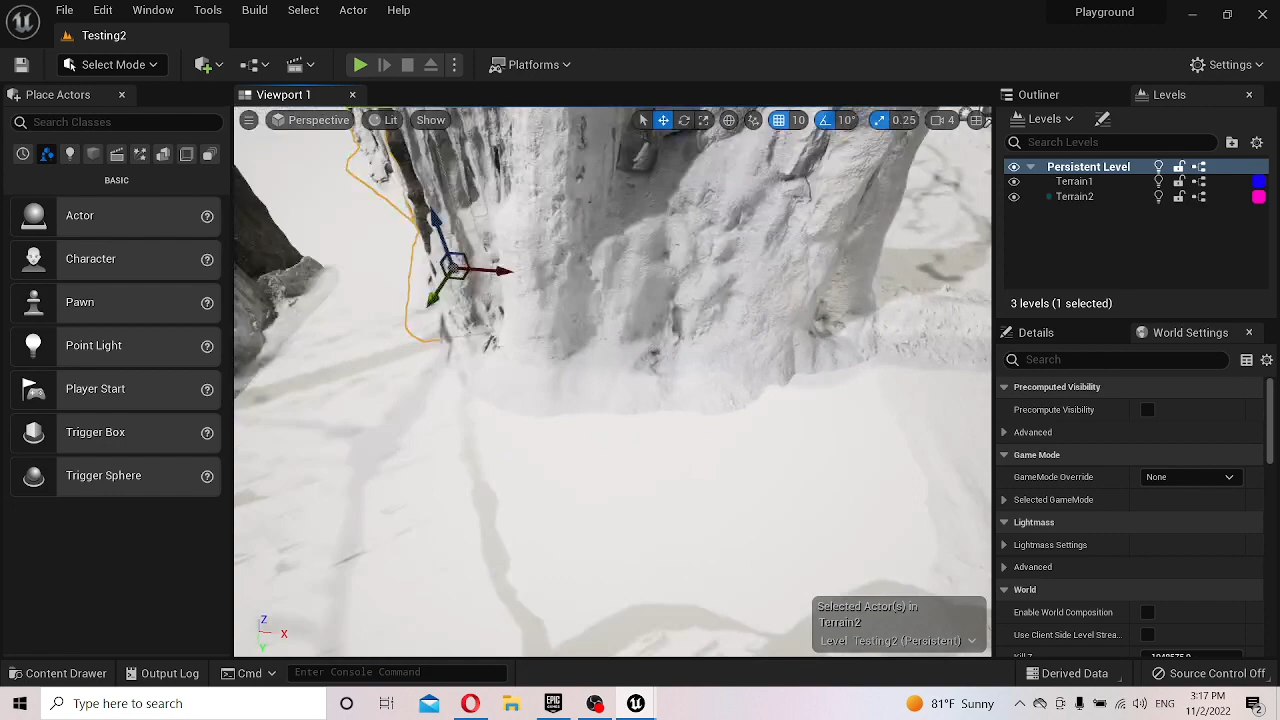 File Edit Window Tools Build Select Actor Help
Playground
Testing2
Select Mode
Platforms
Settings
Place Actors
Viewport 1
Outliner
Levels
Search Classes
Perspective
Lit
Show
10
10°
0.25
4
Levels
Search Levels
BASIC
Persistent Level
Terrain1
Terrain2
Actor
Character
Pawn
Point Light
Player Start
Trigger Box
Trigger Sphere
3 levels (1 selected)
Details
World Settings
Search
Precomputed Visibility
Precompute Visibility
Advanced
Game Mode
GameMode Override
None
Selected GameMode
Lightmass
Lightmass Settings
Advanced
World
Enable World Composition
Use Client Side Level Strea..
Z
X
Y
Selected Actor(s) in
Terrain2
Level Testing2 (Persistent)
Content Drawer
Output Log
Cmd
Enter Console Command
Derived Data
Source Control Off
Type here to search
EPIC
GAMES
81°F Sunny
3:17 PM
11/2/2022
2